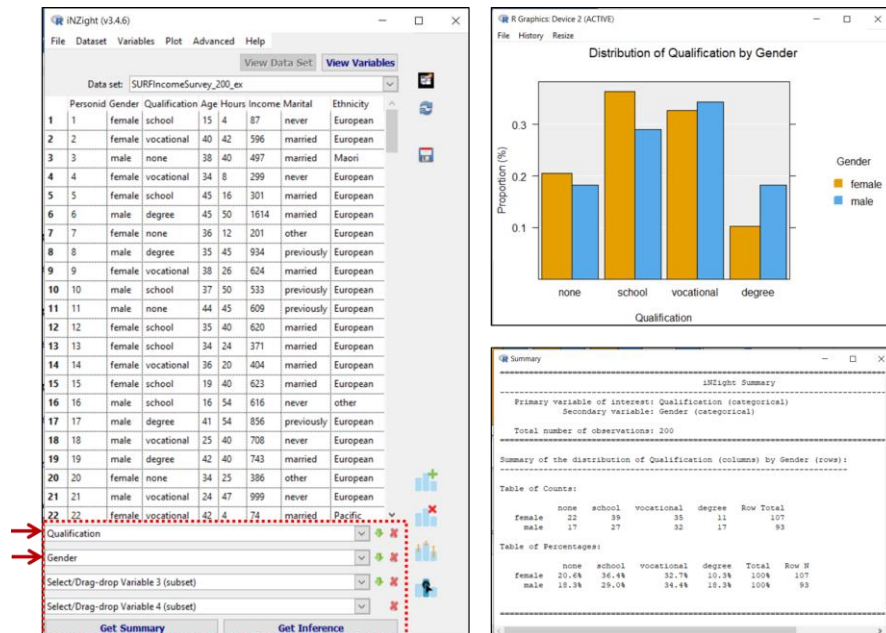 iNZight (v3.4.6)
File Dataset Variables Plot Advanced Help
View Data Set View Variables
Data set: SURFIncomeSurvey_200_ex
Personid Gender Qualification Age Hours Income Marital Ethnicity
1 1 female school 15 4 87 never European
2 2 female vocational 40 42 596 married European
3 3 male none 38 40 497 married Maori
4 4 female vocational 34 8 299 never European
5 5 female school 45 16 301 married European
6 6 male degree 45 50 1614 married European
7 7 female none 36 12 201 other European
8 8 male degree 35 45 934 previously European
9 9 female vocational 38 26 624 married European
10 10 male school 37 50 533 previously European
11 11 male none 44 45 609 previously European
12 12 female school 35 40 620 married European
13 13 female school 34 24 371 married European
14 14 female vocational 36 20 404 married European
15 15 female school 19 40 623 married European
16 16 male school 16 54 616 never other
17 17 male degree 41 54 856 previously European
18 18 male vocational 25 40 708 never European
19 19 male degree 42 40 743 married European
20 20 female none 34 25 386 other European
21 21 male vocational 24 47 999 never European
22 22 female vocational 42 4 74 married Pacific
Qualification
Gender
Select/Drag-drop Variable 3 (subset)
Select/Drag-drop Variable 4 (subset)
Get Summary Get Inference
R Graphics: Device 2 (ACTIVE)
File History Resize
Distribution of Qualification by Gender
Proportion (%)
0.3
0.2
0.1
none school vocational degree
Qualification
Gender
female
male
Summary
iNZight Summary
Primary variable of interest: Qualification (categorical)
Secondary variable: Gender (categorical)
Total number of observations: 200
Summary of the distribution of Qualification (columns) by Gender (rows):
Table of Counts:
none school vocational degree Row Total
female 22 39 35 11 107
male 17 27 32 17 93
Table of Percentages:
none school vocational degree Total Row N
female 20.6% 36.4% 32.7% 10.3% 100% 107
male 18.3% 29.0% 34.4% 18.3% 100% 93